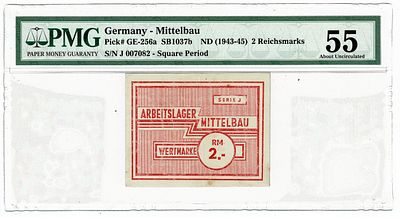 PMG
PAPER MONEY GUARANTY
Germany - Mittelbau
Pick# GE-256a SB1037b ND (1943-45) 2 Reichsmarks
S/N J 007082 - Square Period
55
About Uncirculated
SERIE J
ARBEITSLAGER
MITTELBAU
WERTMARKE
RM
2.-